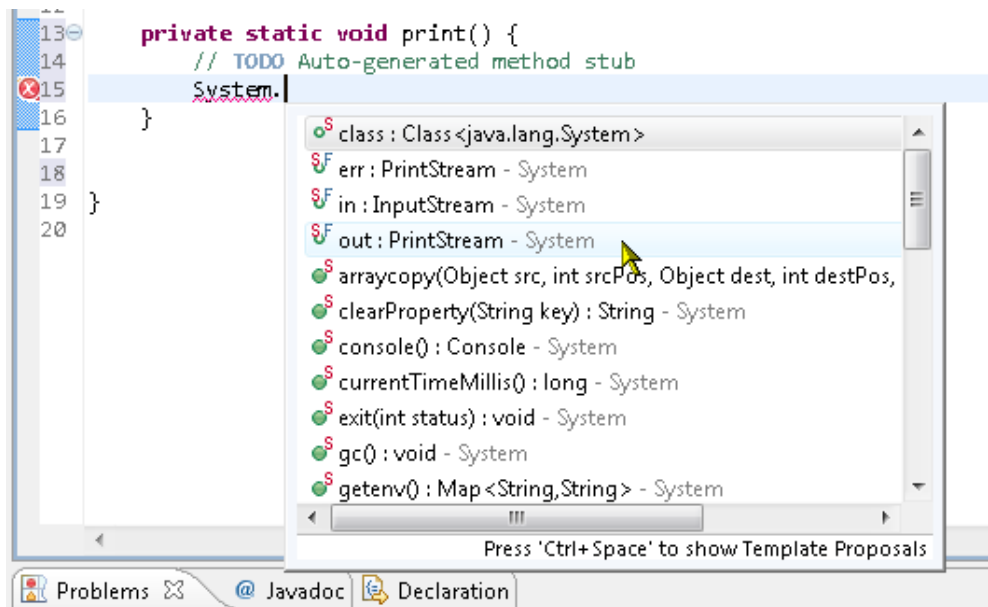 13 private static void print() {
14 // TODO Auto-generated method stub
15 System.
16 }
17
18
19 }
20
class : Class<java.lang.System>
err : PrintStream - System
in : InputStream - System
out : PrintStream - System
arraycopy(Object src, int srcPos, Object dest, int destPos,
clearProperty(String key) : String - System
console() : Console - System
currentTimeMillis() : long - System
exit(int status) : void - System
gc() : void - System
getenv() : Map<String,String> - System
Press 'Ctrl+Space' to show Template Proposals
Problems @ Javadoc Declaration